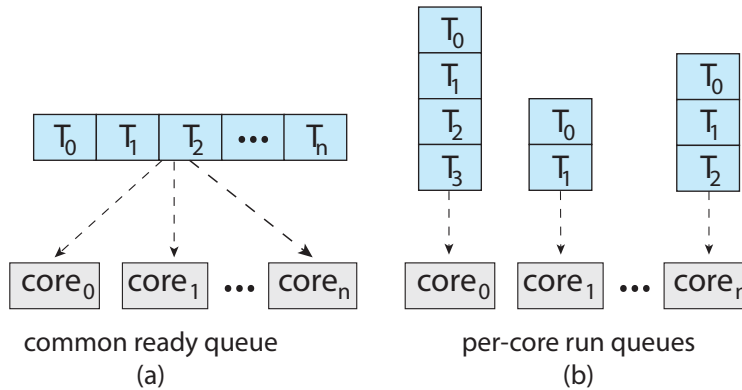 T₀ T₁ T₂ ••• Tₙ
core₀ core₁ ••• coreₙ
common ready queue
(a)
T₀
T₁
T₂
T₃
T₀
T₁
T₀
T₁
T₂
core₀ core₁ ••• coreₙ
per-core run queues
(b)